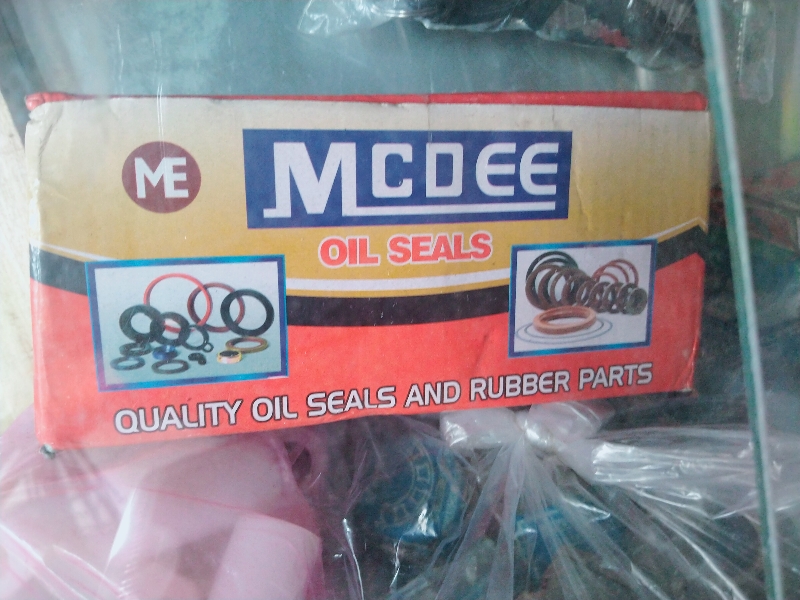 ME
MCDEE
OIL SEALS
QUALITY OIL SEALS AND RUBBER PARTS